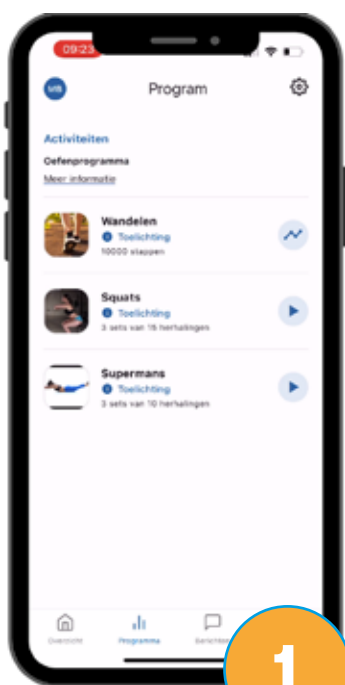 09:23
VB
Program
Activiteiten
Oefenprogramma
Meer informatie
Wandelen
Toelichting
10000 stappen
Squats
Toelichting
3 sets van 15 herhalingen
Supermans
Toelichting
3 sets van 10 herhalingen
Overzicht Programma Berichten
1